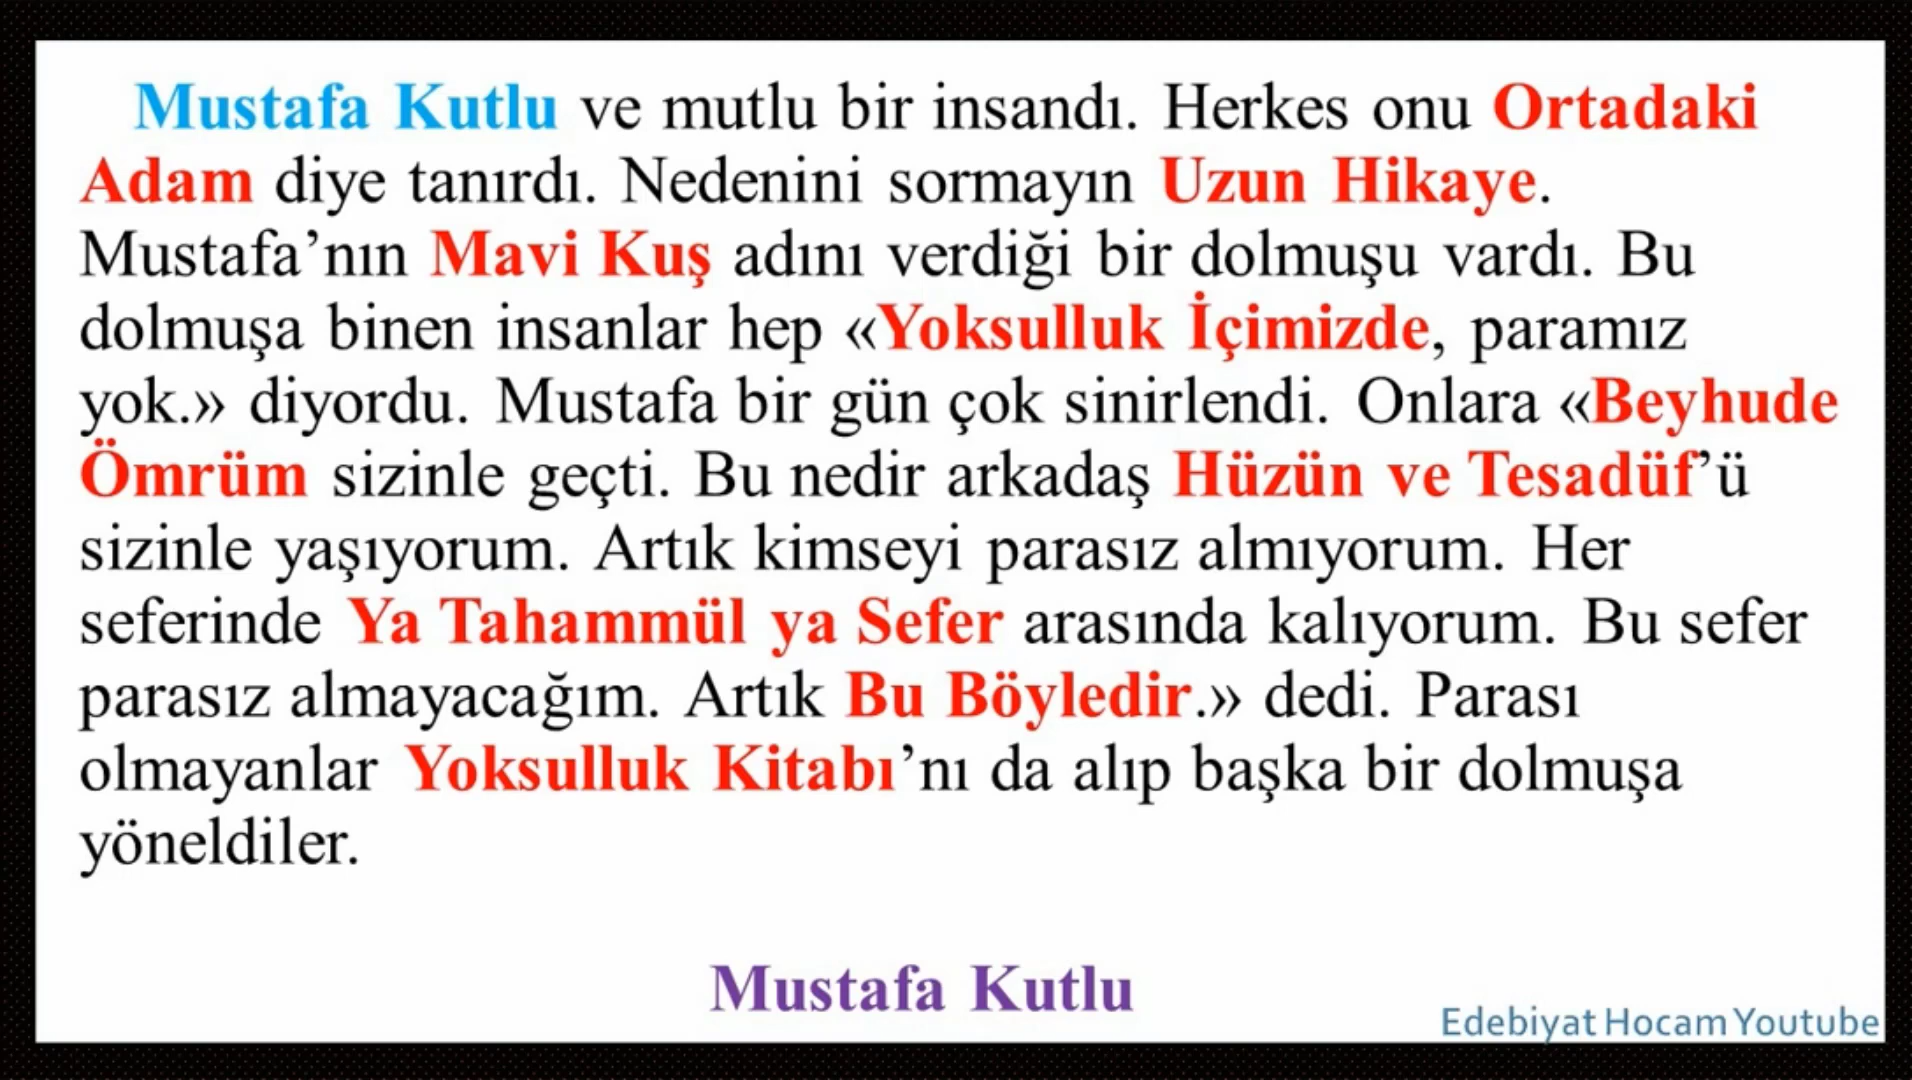 Mustafa Kutlu ve mutlu bir insandı. Herkes onu Ortadaki
Adam diye tanırdı. Nedenini sormayın Uzun Hikaye.
Mustafa’nın Mavi Kuş adını verdiği bir dolmuşu vardı. Bu
dolmuşa binen insanlar hep «Yoksulluk İçimizde, paramız
yok.» diyordu. Mustafa bir gün çok sinirlendi. Onlara «Beyhude
Ömrüm sizinle geçti. Bu nedir arkadaş Hüzün ve Tesadüf’ü
sizinle yaşıyorum. Artık kimseyi parasız almıyorum. Her
seferinde Ya Tahammül ya Sefer arasında kalıyorum. Bu sefer
parasız almayacağım. Artık Bu Böyledir.» dedi. Parası
olmayanlar Yoksulluk Kitabı’nı da alıp başka bir dolmuşa
yöneldiler.
Mustafa Kutlu
Edebiyat Hocam Youtube